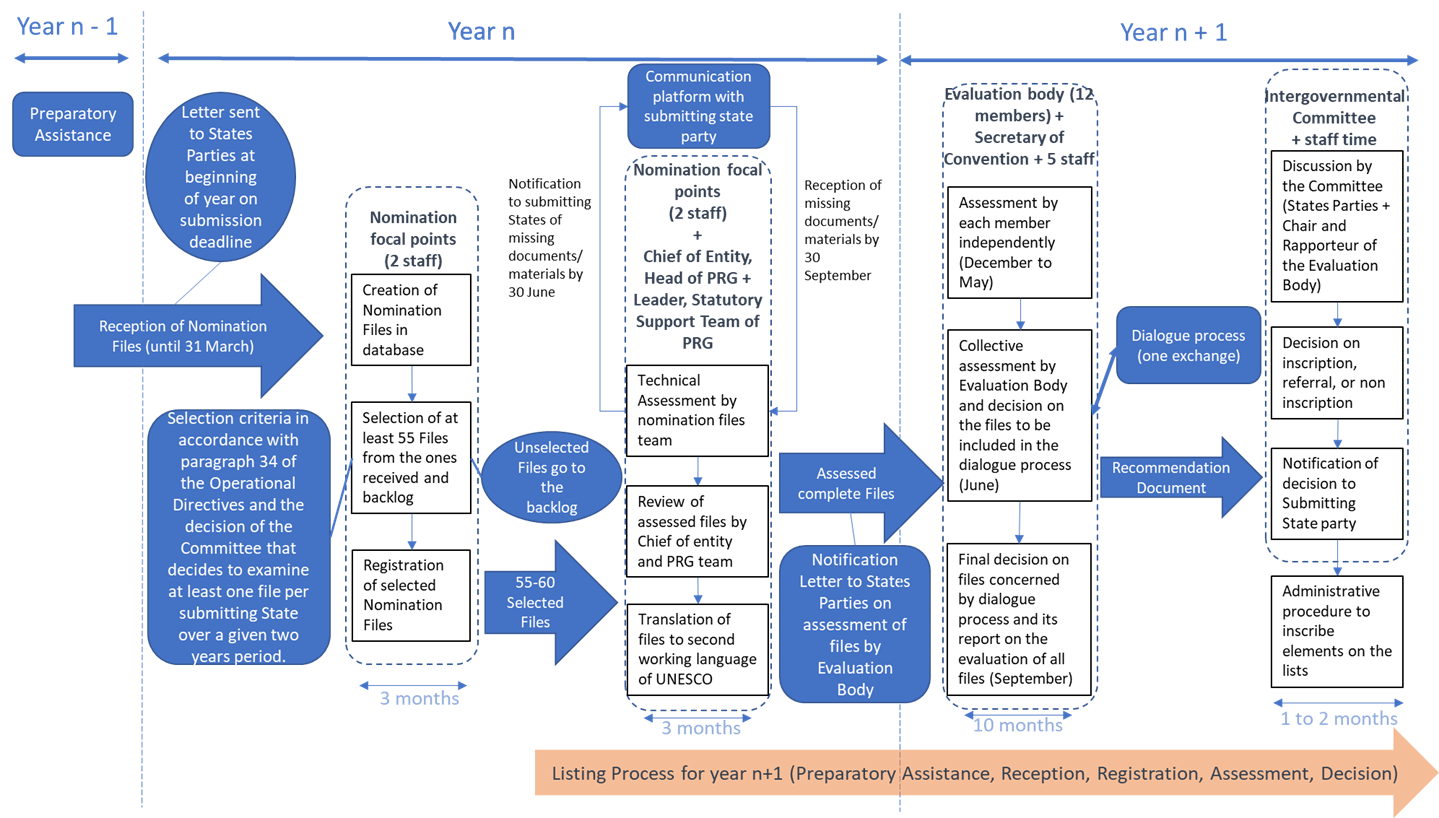 Year n - 1
Year n
Year n + 1
Preparatory
Assistance
Letter sent
to States
Parties at
beginning
of year on
submission
deadline
Reception of Nomination
Files (until 31 March)
Selection criteria in
accordance with
paragraph 34 of
the Operational
Directives and the
decision of the
Committee that
decides to examine
at least one file per
submitting State
over a given two
years period.
Nomination
focal points
(2 staff)
Creation of
Nomination
Files in
database
Selection of at
least 55 Files
from the ones
received and
backlog
Registration
of selected
Nomination
Files
3 months
Unselected
Files go to
the
backlog
55-60
Selected
Files
Notification
to submitting
States of
missing
documents/
materials by
30 June
Communication
platform with
submitting state
party
Reception of
missing
documents/
materials by
30
September
Nomination focal
points
(2 staff)
+
Chief of Entity,
Head of PRG +
Leader, Statutory
Support Team of
PRG
Technical
Assessment by
nomination files
team
Review of
assessed files by
Chief of entity
and PRG team
Translation of
files to second
working language
of UNESCO
3 months
Assessed
complete Files
Notification
Letter to States
Parties on
assessment of
files by
Evaluation
Body
Evaluation body (12
members) +
Secretary of
Convention + 5 staff
Assessment by
each member
independently
(December to
May)
Collective
assessment by
Evaluation Body
and decision on
the files to be
included in the
dialogue process
(June)
Final decision on
files concerned
by dialogue
process and its
report on the
evaluation of all
files (September)
10 months
Dialogue process
(one exchange)
Recommendation
Document
Intergovernmental
Committee
+ staff time
Discussion by
the Committee
(States Parties +
Chair and
Rapporteur of
the Evaluation
Body)
Decision on
inscription,
referral, or non
inscription
Notification of
decision to
Submitting
State party
Administrative
procedure to
inscribe
elements on the
lists
1 to 2 months
Listing Process for year n+1 (Preparatory Assistance, Reception, Registration, Assessment, Decision)